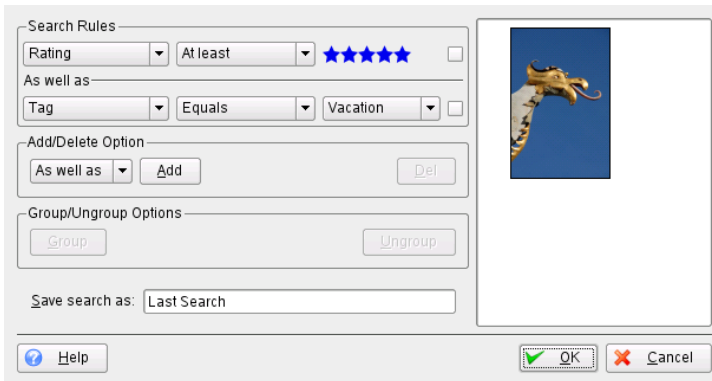 Search Rules
Rating At least
As well as
Tag Equals Vacation
Add/Delete Option
As well as Add Del
Group/Ungroup Options
Group Ungroup
Save search as: Last Search
Help OK Cancel